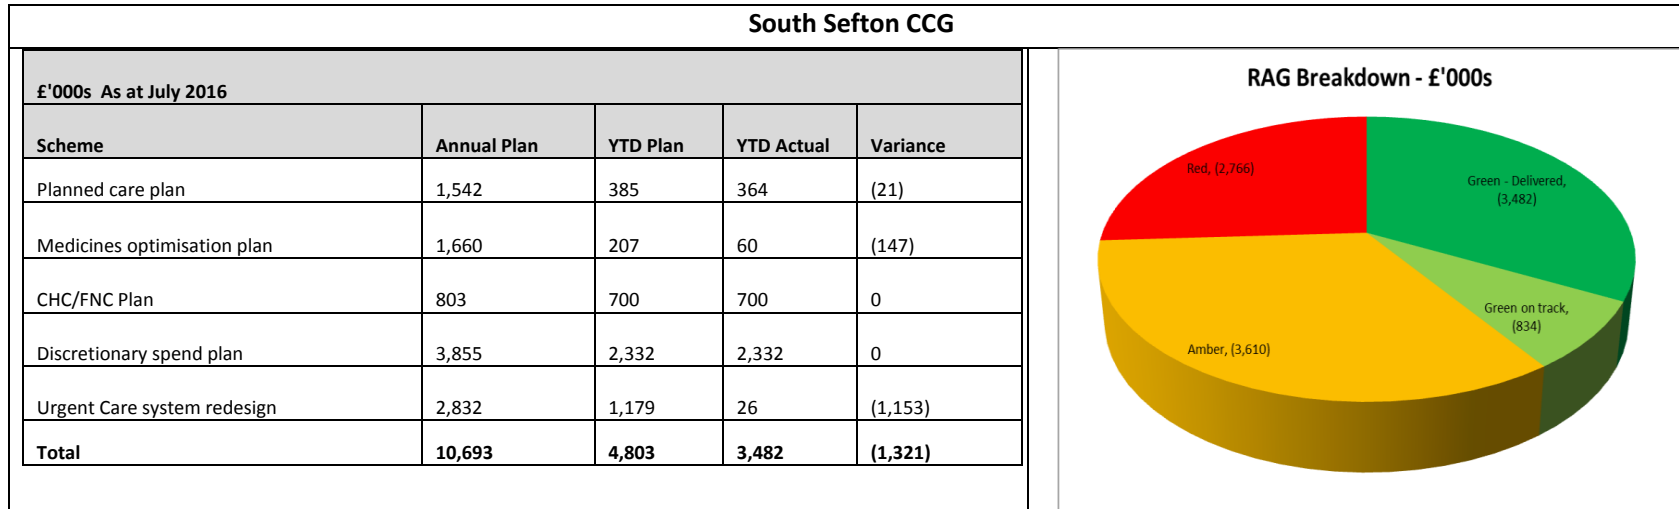 South Sefton CCG
£'000s As at July 2016
Scheme Annual Plan YTD Plan YTD Actual Variance
Planned care plan 1,542 385 364 (21)
Medicines optimisation plan 1,660 207 60 (147)
CHC/FNC Plan 803 700 700 0
Discretionary spend plan 3,855 2,332 2,332 0
Urgent Care system redesign 2,832 1,179 26 (1,153)
Total 10,693 4,803 3,482 (1,321)
RAG Breakdown - £'000s
Red, (2,766)
Green - Delivered,
(3,482)
Green on track,
(834)
Amber, (3,610)